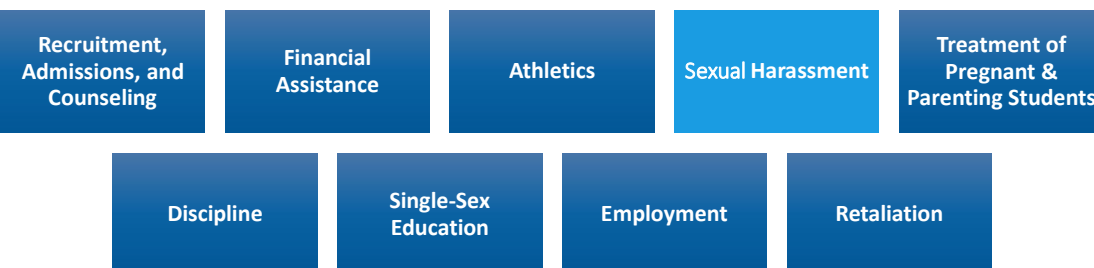 Recruitment,
Admissions, and
Counseling
Financial
Assistance
Athletics
Sexual Harassment
Treatment of
Pregnant &
Parenting Students
Discipline
Single-Sex
Education
Employment
Retaliation